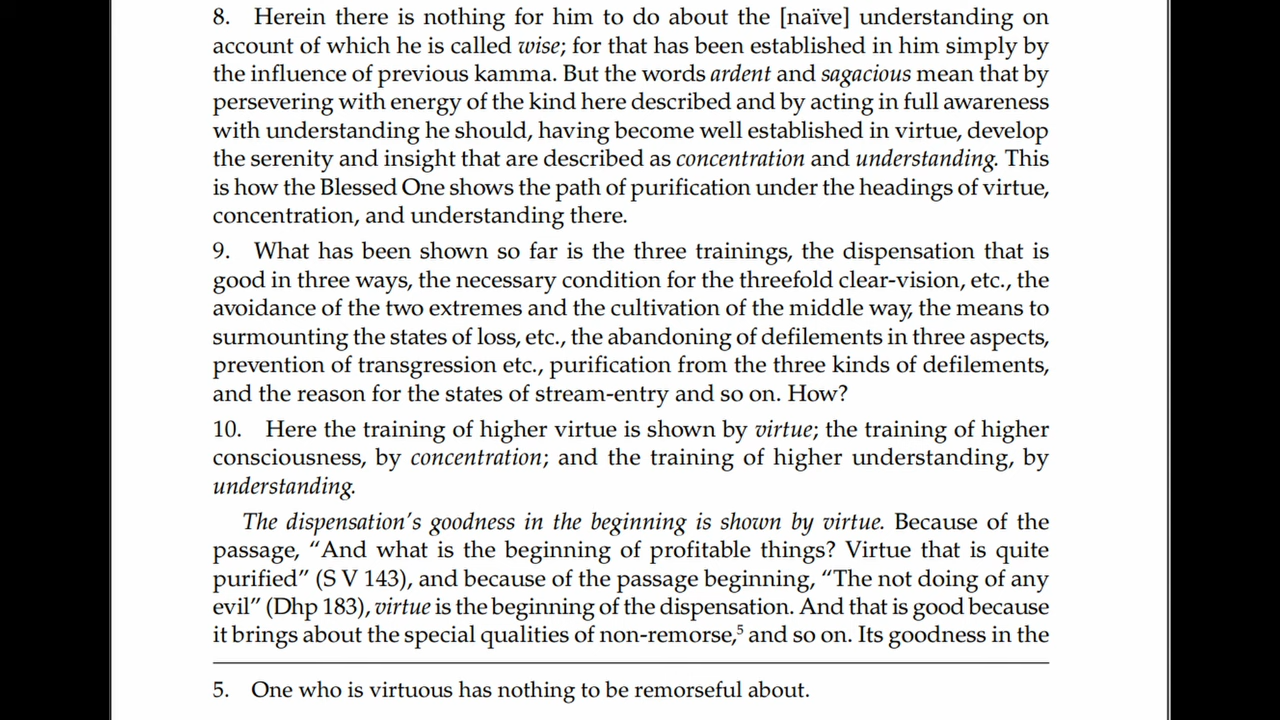 8. Herein there is nothing for him to do about the [naïve] understanding on
account of which he is called wise; for that has been established in him simply by
the influence of previous kamma. But the words ardent and sagacious mean that by
persevering with energy of the kind here described and by acting in full awareness
with understanding he should, having become well established in virtue, develop
the serenity and insight that are described as concentration and understanding. This
is how the Blessed One shows the path of purification under the headings of virtue,
concentration, and understanding there.
9. What has been shown so far is the three trainings, the dispensation that is
good in three ways, the necessary condition for the threefold clear-vision, etc., the
avoidance of the two extremes and the cultivation of the middle way, the means to
surmounting the states of loss, etc., the abandoning of defilements in three aspects,
prevention of transgression etc., purification from the three kinds of defilements,
and the reason for the states of stream-entry and so on. How?
10. Here the training of higher virtue is shown by virtue; the training of higher
consciousness, by concentration; and the training of higher understanding, by
understanding.
The dispensation’s goodness in the beginning is shown by virtue. Because of the
passage, “And what is the beginning of profitable things? Virtue that is quite
purified” (S V 143), and because of the passage beginning, “The not doing of any
evil” (Dhp 183), virtue is the beginning of the dispensation. And that is good because
it brings about the special qualities of non-remorse,⁵ and so on. Its goodness in the
5. One who is virtuous has nothing to be remorseful about.